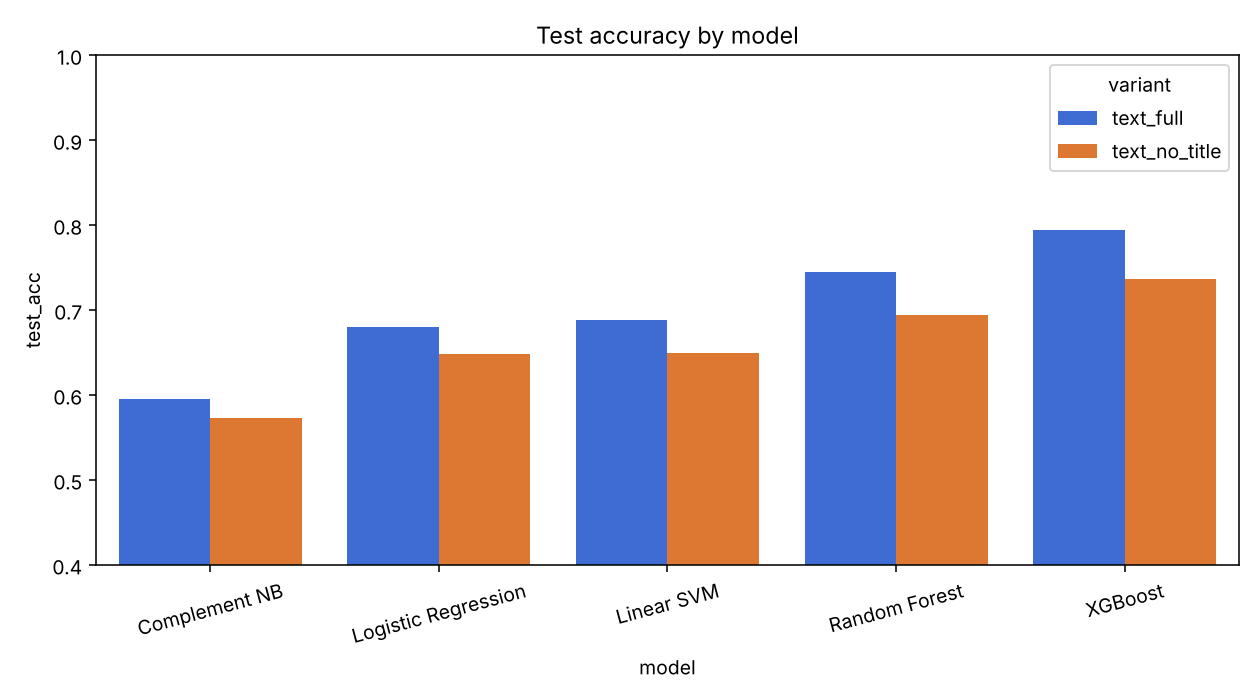 Test accuracy by model
1.0
0.9
0.8
0.7
0.6
0.5
0.4
test_acc
variant
text_full
text_no_title
Complement NB
Logistic Regression
Linear SVM
Random Forest
XGBoost
model